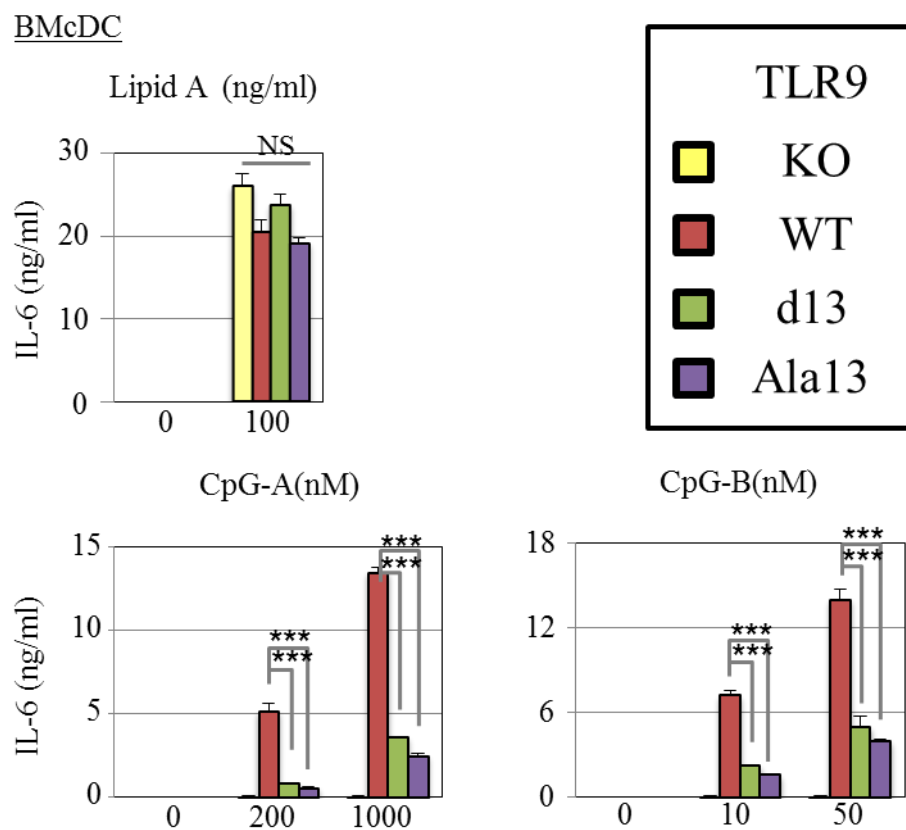 BMcDC
Lipid A (ng/ml)
30
20
10
0
IL-6 (ng/ml)
NS
0
100
TLR9
KO
WT
d13
Ala13
CpG-A(nM)
15
10
5
0
IL-6 (ng/ml)
***
***
***
***
0
200
1000
CpG-B(nM)
18
12
6
0
***
***
***
***
0
10
50